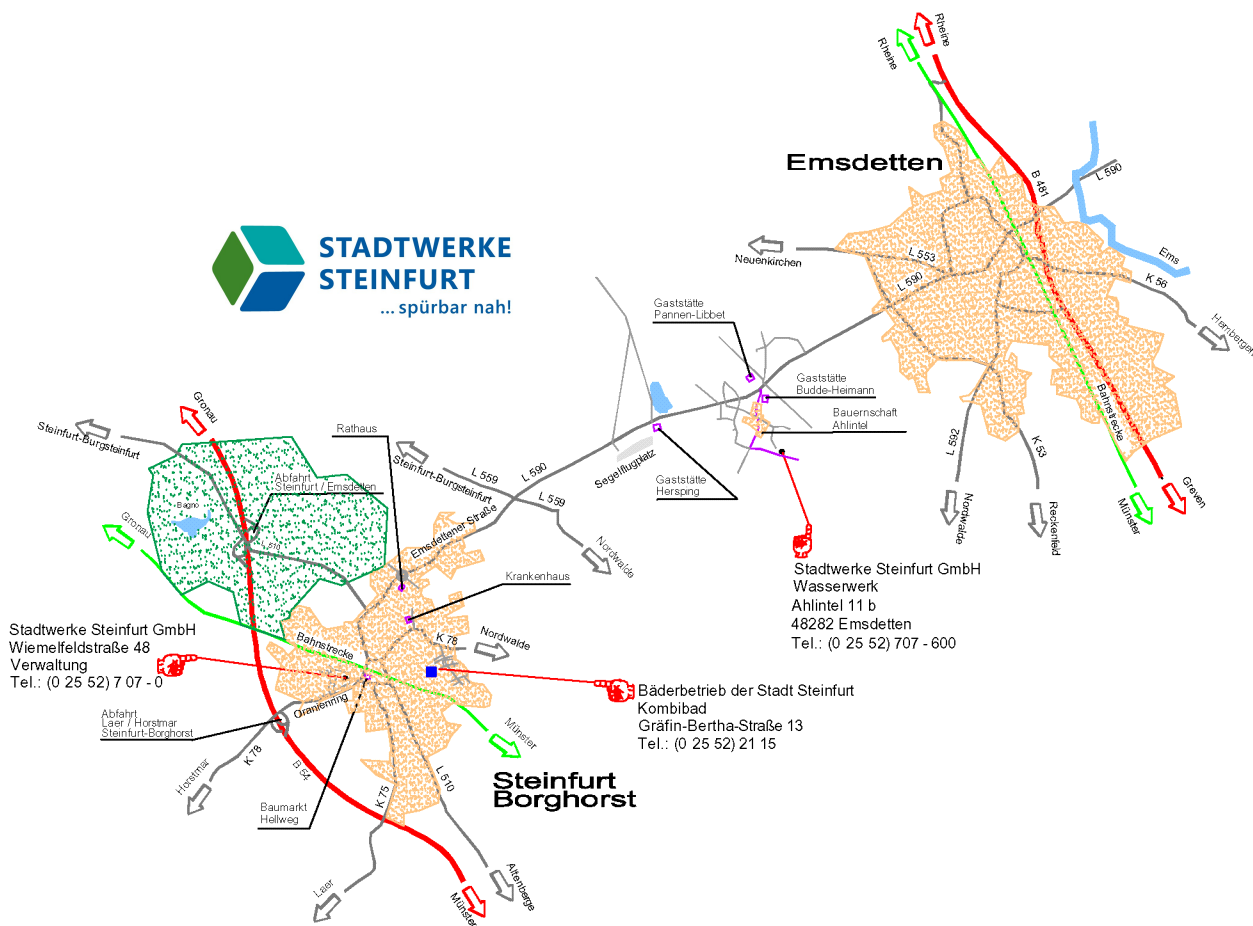 Rheine
Rheine
Emsdetten
B 481
L 590
STADTWERKE
STEINFURT
... spürbar nah!
Neuenkirchen
L 553
L 590
Ems
K 56
Hembergen
Gaststätte
Pannen-Libbet
Gaststätte
Budde-Heimann
Bauernschaft
Ahlintel
Bahnstrecke
L 592
K 53
Nordwalde
Reckenfeld
Münster
Greven
Gronau
Steinfurt-Burgsteinfurt
Rathaus
Steinfurt-Burgsteinfurt
L 559
L 590
L 559
Segelflugplatz
Gaststätte
Hersping
Abfahrt
Steinfurt / Emsdetten
Bagno
Gronau
L 510
Emsdettener Straße
Nordwalde
Krankenhaus
Stadtwerke Steinfurt GmbH
Wasserwerk
Ahlintel 11 b
48282 Emsdetten
Tel.: (0 25 52) 707 - 600
Stadtwerke Steinfurt GmbH
Wiemelfeldstraße 48
Verwaltung
Tel.: (0 25 52) 7 07 - 0
Bahnstrecke
K 78
Nordwalde
Bäderbetrieb der Stadt Steinfurt
Kombibad
Gräfin-Bertha-Straße 13
Tel.: (0 25 52) 21 15
Abfahrt
Laer / Horstmar
Steinfurt-Borghorst
Oranienring
Münster
K 78
Horstmar
B 54
Steinfurt
Borghorst
L 510
K 75
Baumarkt
Hellweg
Laer
Altenberge
Münster